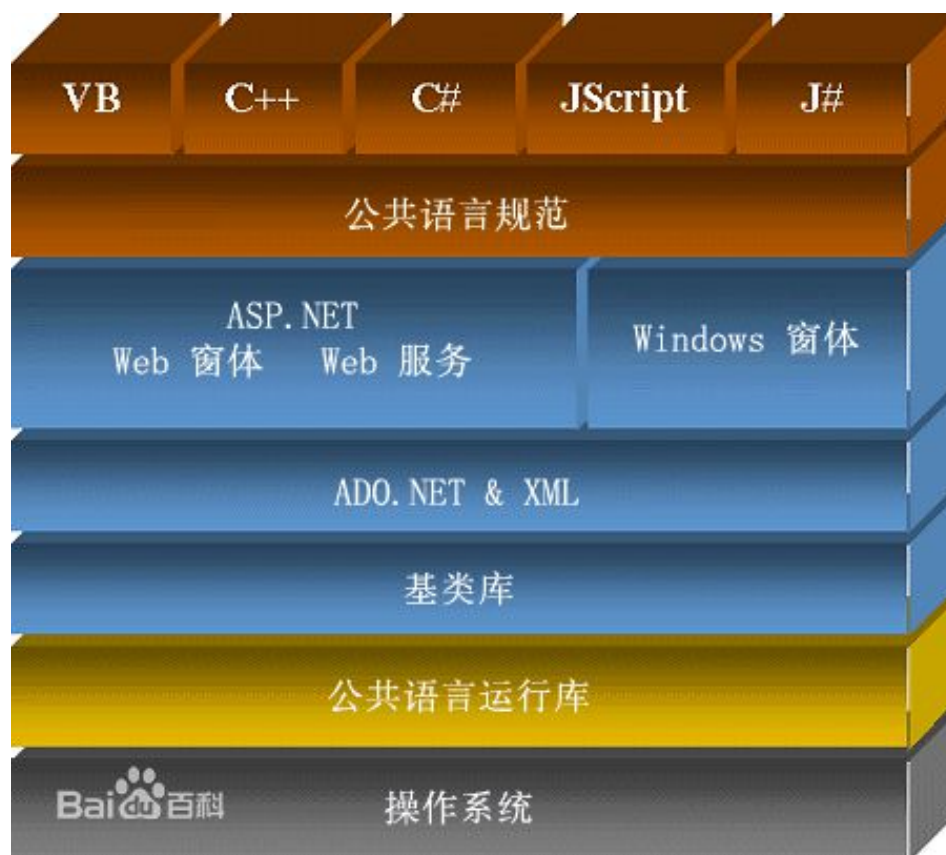 VB C++ C# JScript J#
公共语言规范
ASP.NET
Web 窗体 Web 服务
Windows 窗体
ADO.NET & XML
基类库
公共语言运行库
Baidu百科
操作系统